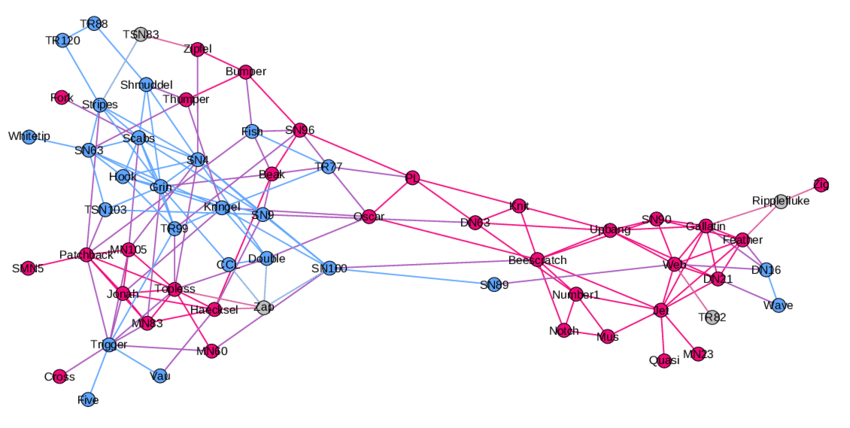 TR88
TSN83
TR120
Zipfel
Bumper
Shmuddel
Thumper
Fork
Stripes
Whitetip
Scabs
Fish
SN96
SN63
SN4
TR77
Hook
Grin
Beak
PL
Zig
Ripplefluke
TSN103
Kringel
SN9
Oscar
Knit
SN90
TR99
DN63
Upbang
Gallatin
Feather
Patchback
MN105
CCL
Double
SN100
Beescratch
Web
DN16
SMN5
DN21
Jonah
Topless
SN89
Number1
Zap
Haecksel
Jet
Wave
MN83
TR82
Notch
Mus
Trigger
MN60
Quasi
MN23
Cross
Vau
Five